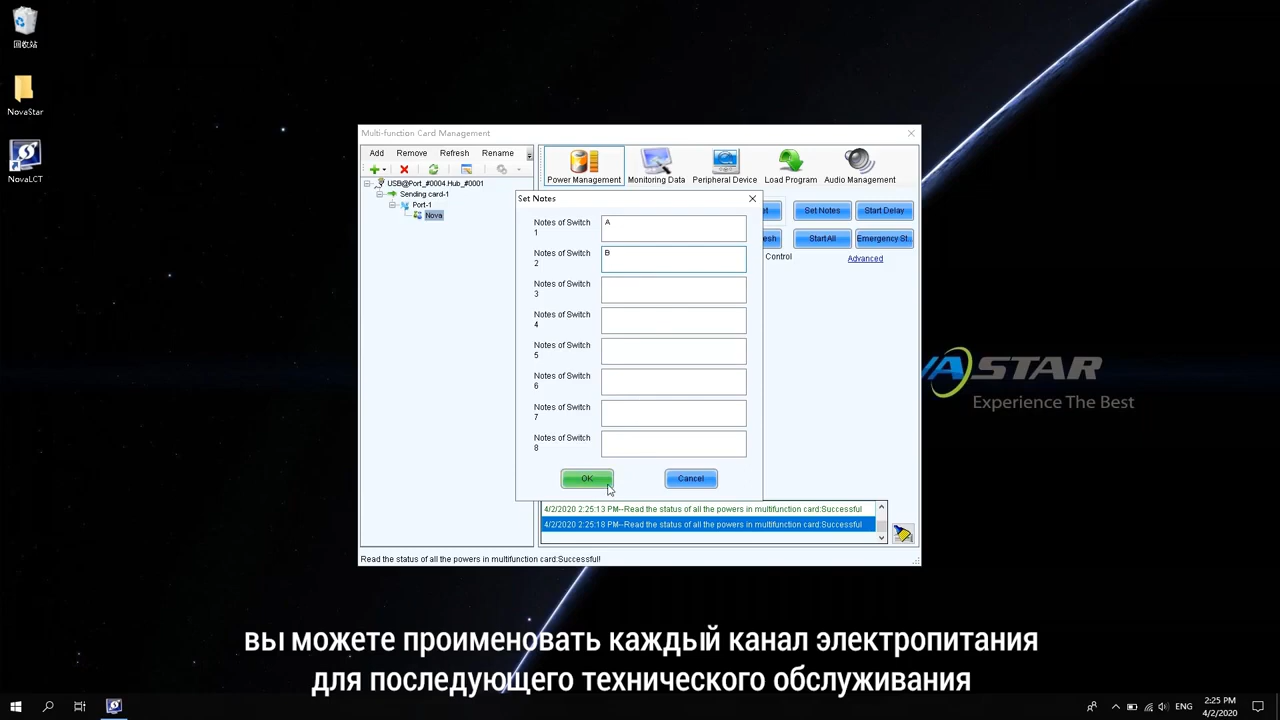 回收站
NovaStar
NovaLCT
Multi-function Card Management
Add Remove Refresh Rename
USB@Port_#0004.Hub_#0001
Sending card-1
Port-1
Nova
Power Management Monitoring Data Peripheral Device Load Program Audio Management
Set Notes Start Delay
Start All Emergency St...
Control Advanced
Set Notes
Notes of Switch 1
A
Notes of Switch 2
B
Notes of Switch 3
Notes of Switch 4
Notes of Switch 5
Notes of Switch 6
Notes of Switch 7
Notes of Switch 8
OK Cancel
4/2/2020 2:25:13 PM--Read the status of all the powers in multifunction card:Successful
4/2/2020 2:25:18 PM--Read the status of all the powers in multifunction card:Successful
Read the status of all the powers in multifunction card:Successful!
VASTAR
Experience The Best
вы можете проименовать каждый канал электропитания
для последующего технического обслуживания
ENG
2:25 PM
4/2/2020